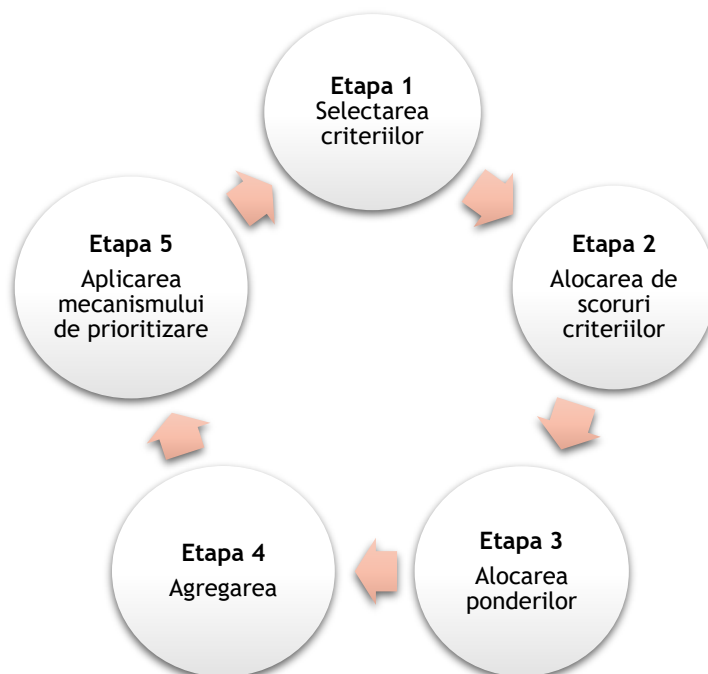 Etapa 1
Selectarea
criteriilor
Etapa 2
Alocarea de
scoruri
criteriilor
Etapa 3
Alocarea
ponderilor
Etapa 4
Agregarea
Etapa 5
Aplicarea
mecanismului
de prioritizare